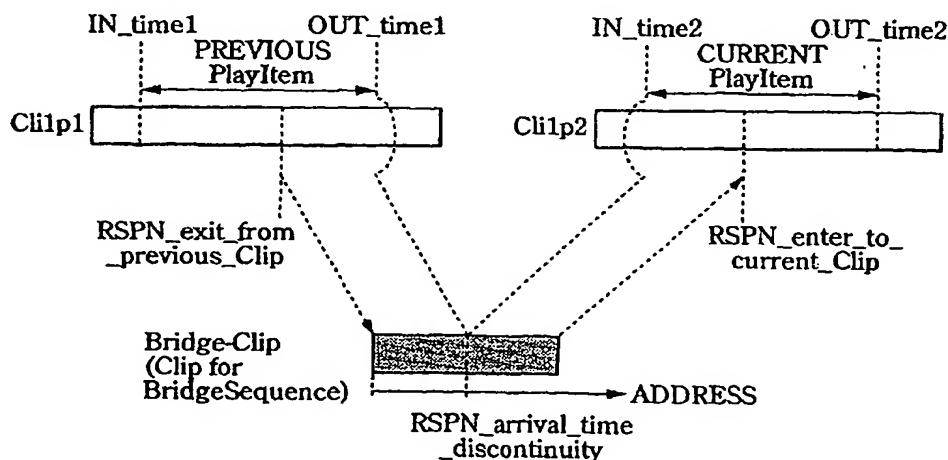 IN_time1
OUT_time1
PREVIOUS
PlayItem
Cli1p1
RSPN_exit_from
_previous_Clip
IN_time2
OUT_time2
CURRENT
PlayItem
Cli1p2
RSPN_enter_to_
current_Clip
Bridge-Clip
(Clip for
BridgeSequence)
ADDRESS
RSPN_arrival_time
_discontinuity